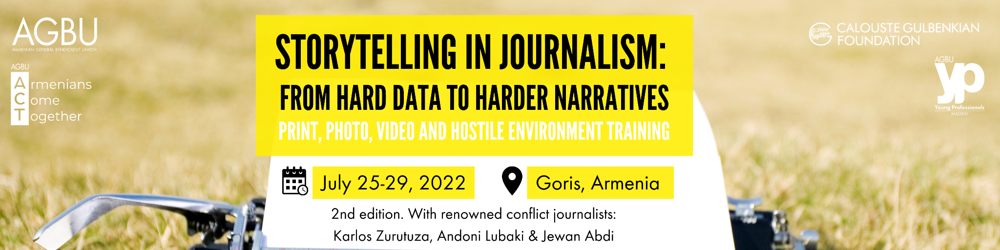 AGBU
ARMENIAN GENERAL BENEVOLENT UNION
AGBU
Armenians
Come
Together
STORYTELLING IN JOURNALISM:
FROM HARD DATA TO HARDER NARRATIVES
PRINT, PHOTO, VIDEO AND HOSTILE ENVIRONMENT TRAINING
July 25-29, 2022
Goris, Armenia
2nd edition. With renowned conflict journalists:
Karlos Zurutuza, Andoni Lubaki & Jewan Abdi
CALOUSTE GULBENKIAN
FOUNDATION
AGBU
yp
Young Professionals
MADRID